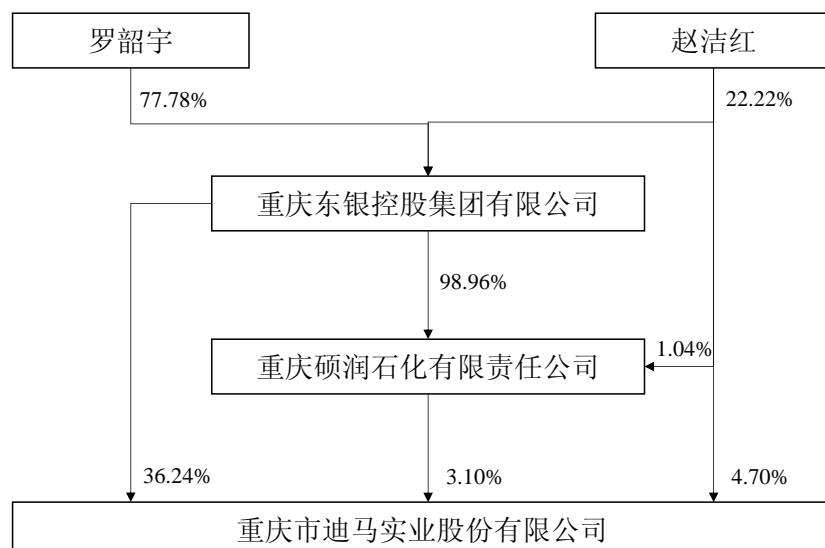 罗韶宇
赵洁红
77.78%
22.22%
重庆东银控股集团有限公司
98.96%
重庆硕润石化有限责任公司
1.04%
36.24%
3.10%
4.70%
重庆市迪马实业股份有限公司